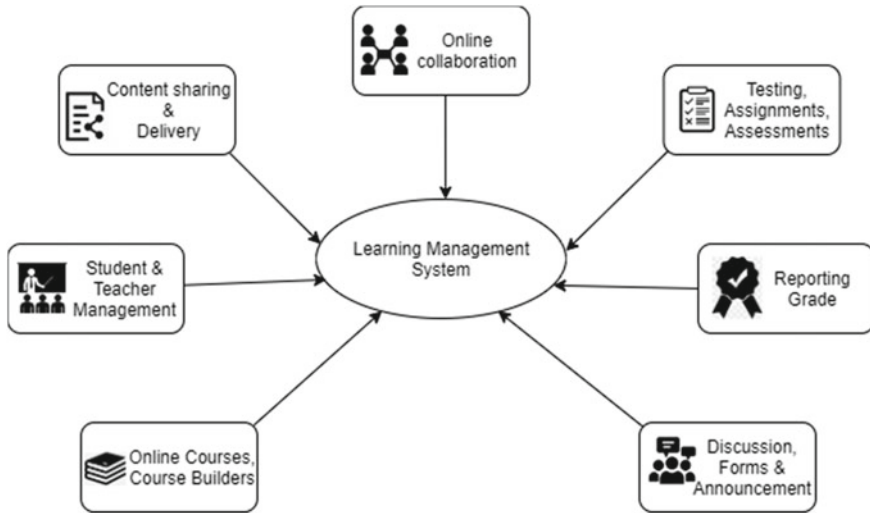 Online
collaboration
Content sharing
&
Delivery
Testing,
Assignments,
Assessments
Learning Management
System
Student &
Teacher
Management
Reporting
Grade
Online Courses,
Course Builders
Discussion,
Forms &
Announcement